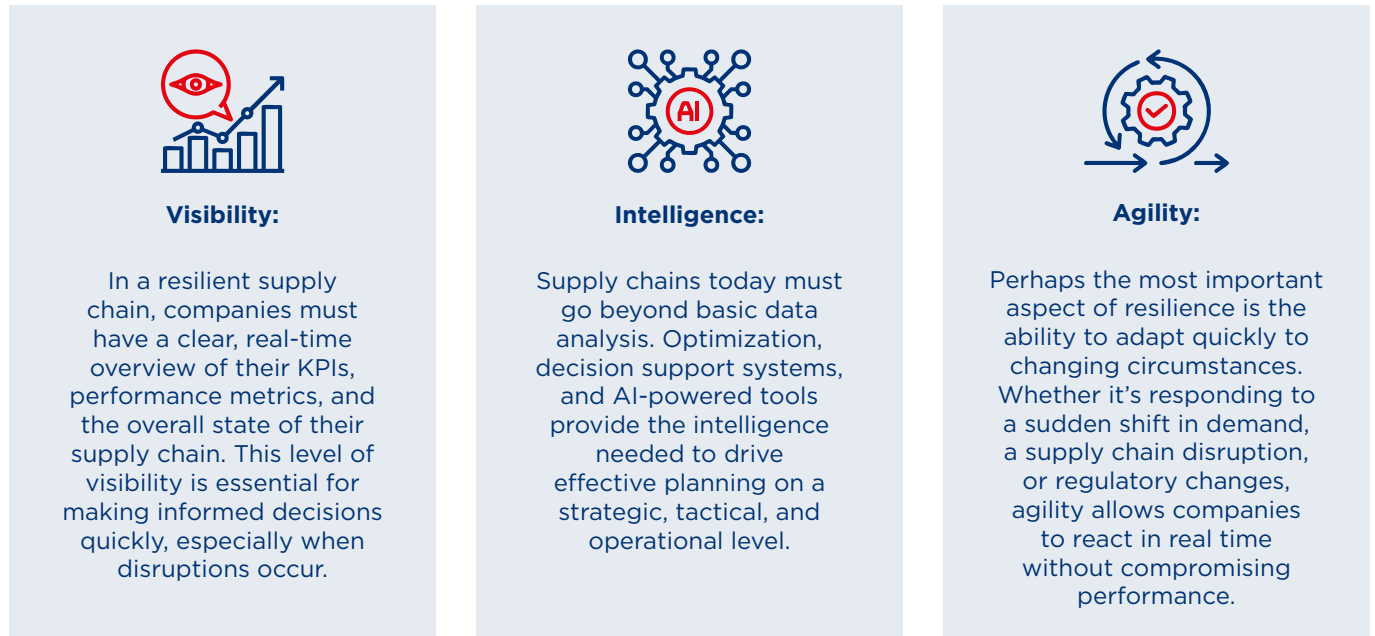 Visibility:
In a resilient supply
chain, companies must
have a clear, real-time
overview of their KPIs,
performance metrics, and
the overall state of their
supply chain. This level of
visibility is essential for
making informed decisions
quickly, especially when
disruptions occur.
AI
Intelligence:
Supply chains today must
go beyond basic data
analysis. Optimization,
decision support systems,
and AI-powered tools
provide the intelligence
needed to drive
effective planning on a
strategic, tactical, and
operational level.
Agility:
Perhaps the most important
aspect of resilience is the
ability to adapt quickly to
changing circumstances.
Whether it’s responding to
a sudden shift in demand,
a supply chain disruption,
or regulatory changes,
agility allows companies
to react in real time
without compromising
performance.